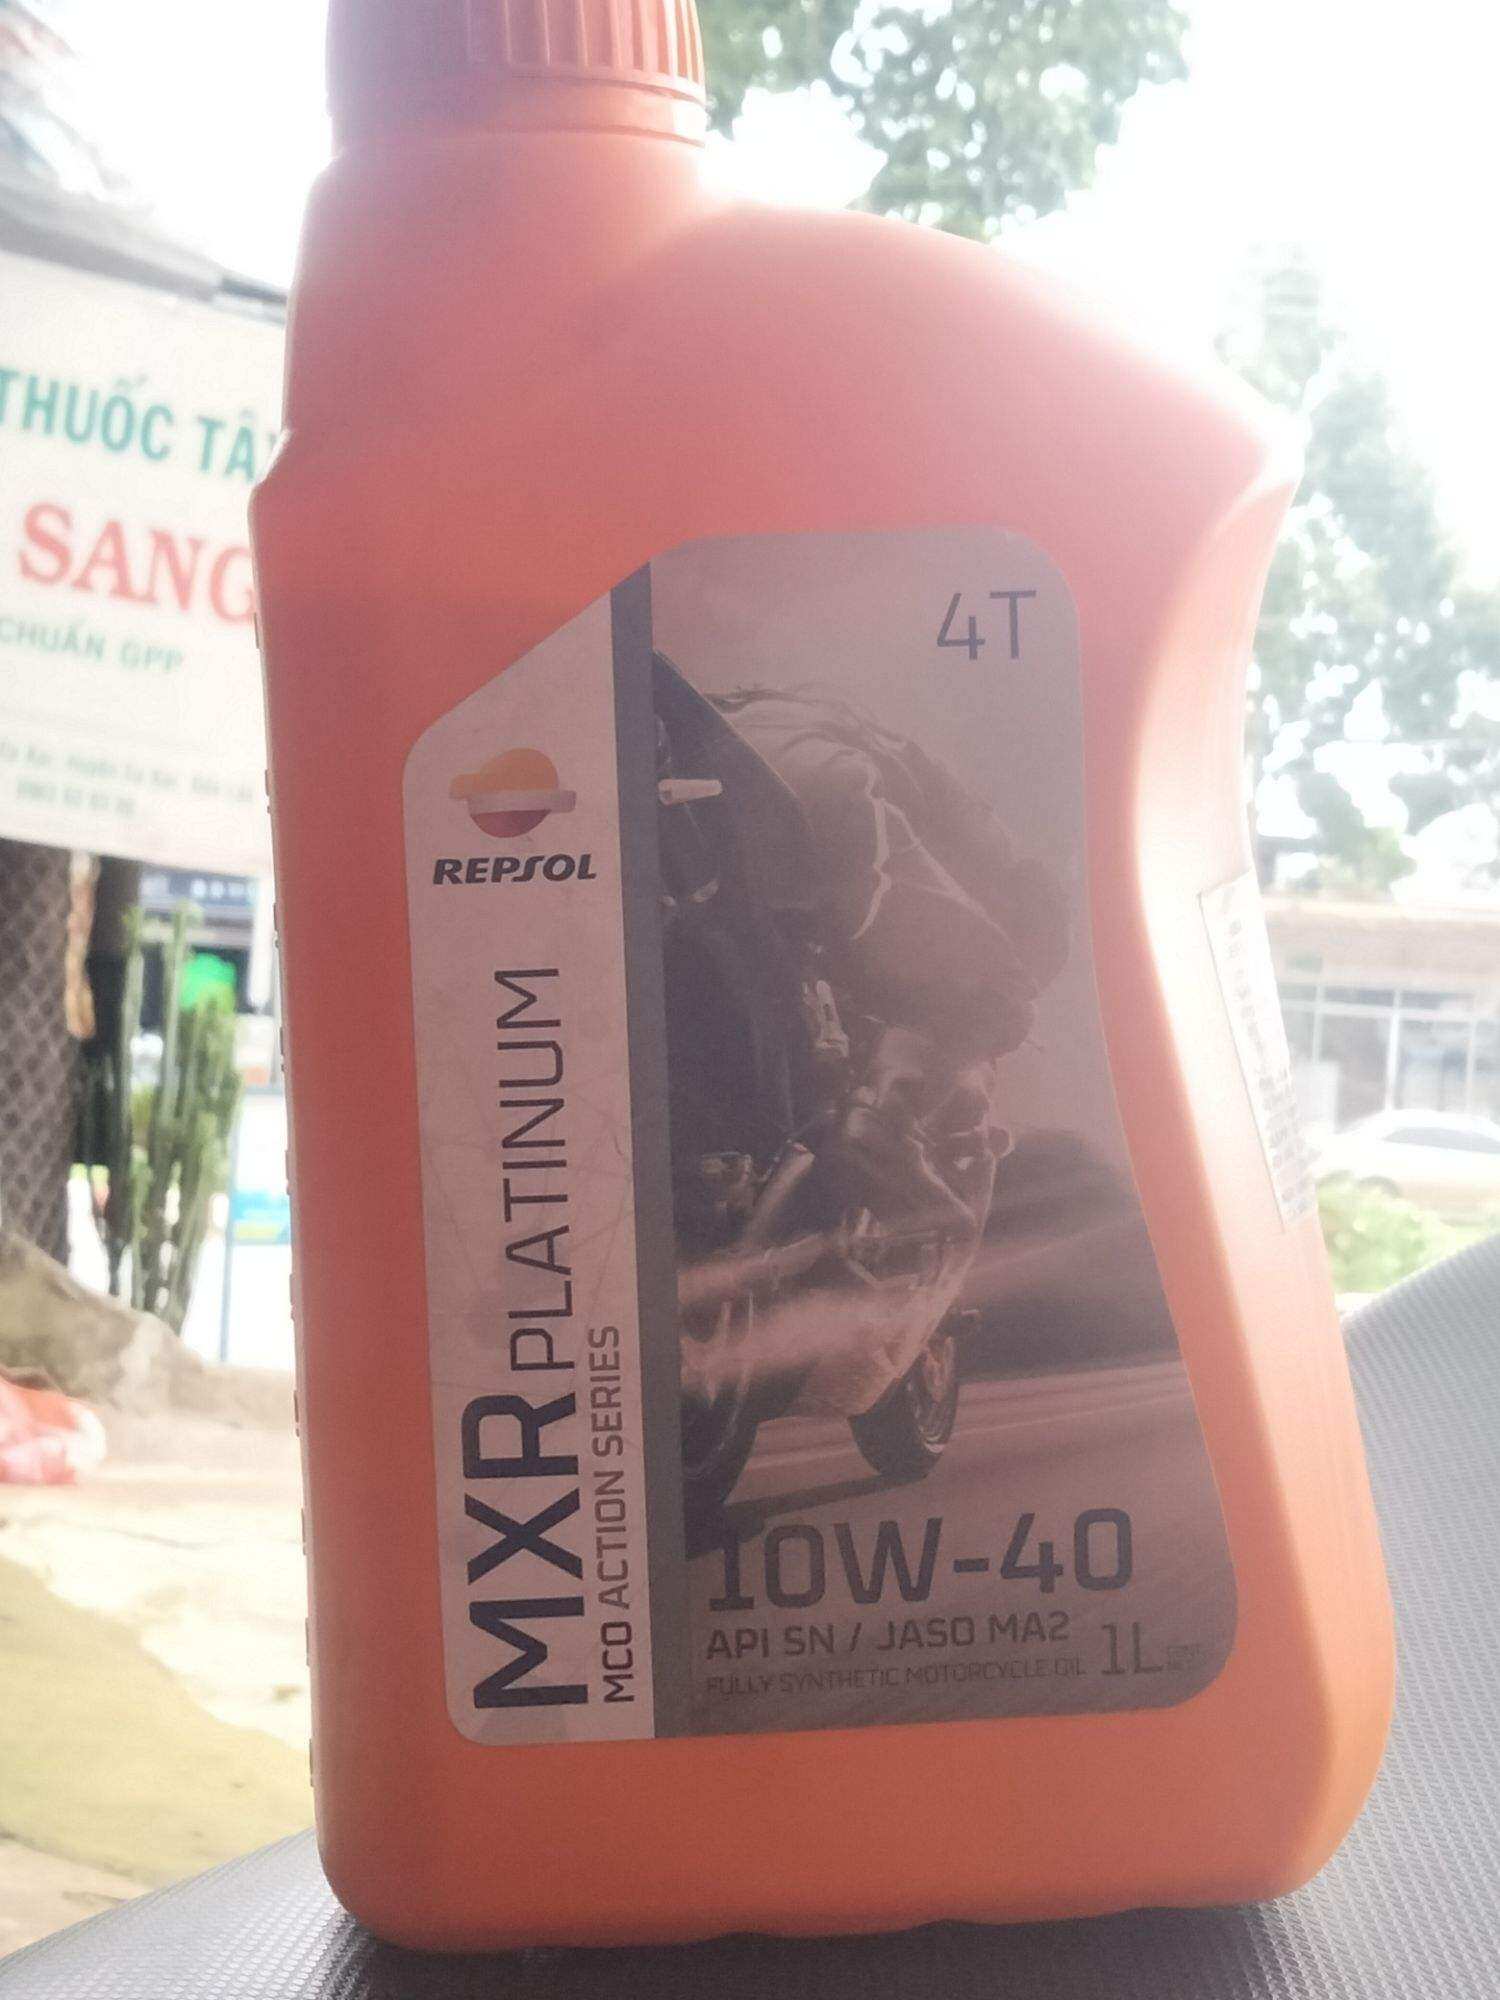 THUỐC TÂ
SANG
CHUẨN GPP
4T
REPSOL
MXR PLATINUM
MCO ACTION SERIES
10W-40
API SN / JASO MA2
FULLY SYNTHETIC MOTORCYCLE OIL
1L